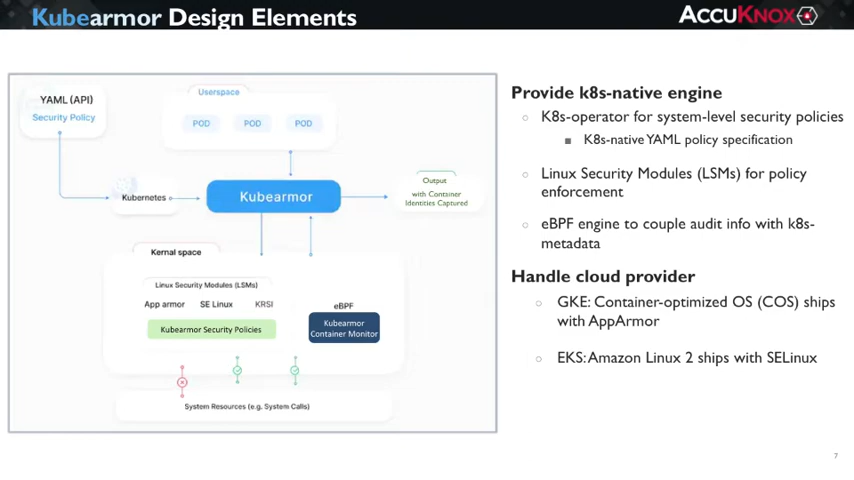 Kubearmor Design Elements
ACCUKNOX
YAML (API)
Security Policy
Userspace
POD
POD
POD
Kubernetes
Kubearmor
Output
with Container
Identities Captured
Kernal space
Linux Security Modules (LSMs)
App armor
SE Linux
KRSI
Kubearmor Security Policies
eBPF
Kubearmor
Container Monitor
System Resources (e.g. System Calls)
Provide k8s-native engine
K8s-operator for system-level security policies
K8s-native YAML policy specification
Linux Security Modules (LSMs) for policy
enforcement
eBPF engine to couple audit info with k8s-
metadata
Handle cloud provider
GKE: Container-optimized OS (COS) ships
with AppArmor
EKS: Amazon Linux 2 ships with SELinux
7